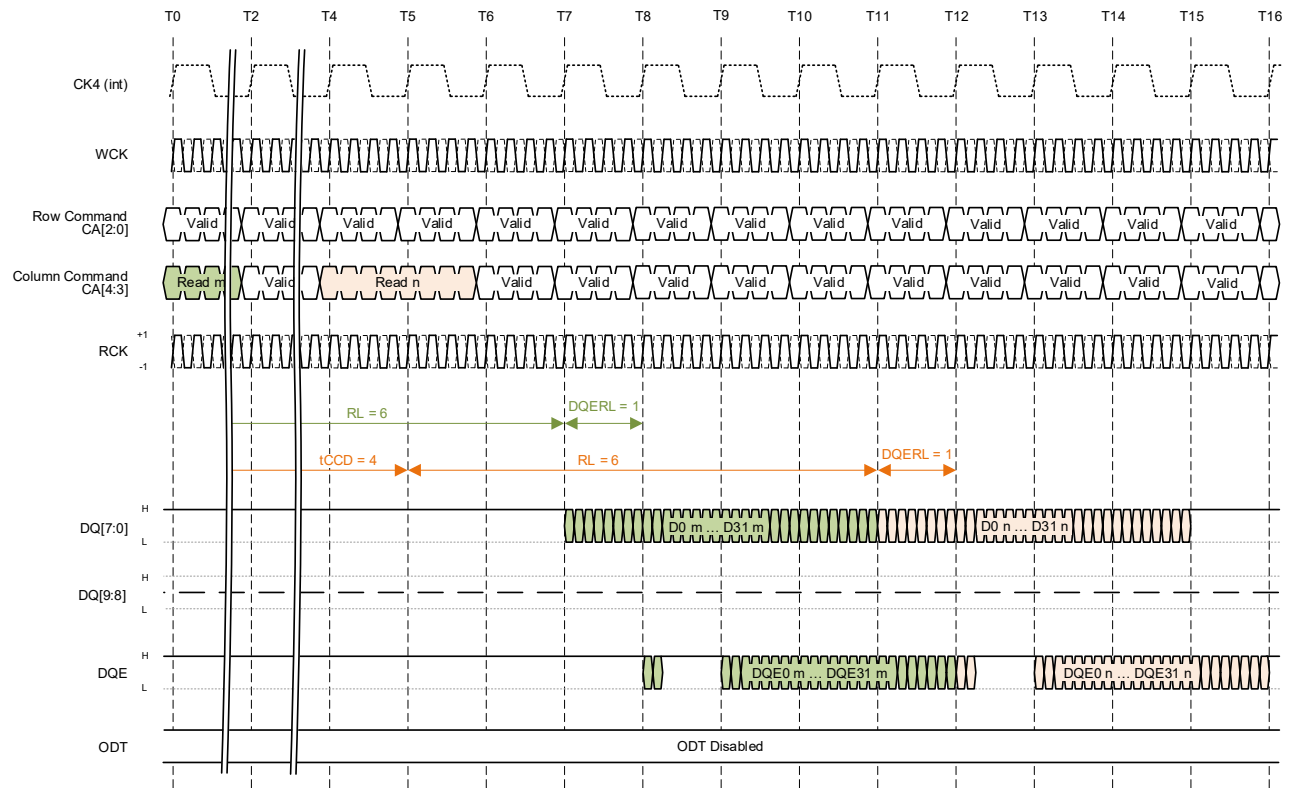 T0 T2 T4 T5 T6 T7 T8 T9 T10 T11 T12 T13 T14 T15 T16
CK4 (int)
WCK
Row Command
CA[2:0]
Valid Valid Valid Valid Valid Valid Valid Valid Valid Valid Valid Valid Valid Valid
Column Command
CA[4:3]
Read m Valid Read n Valid Valid Valid Valid Valid Valid Valid Valid Valid Valid
RCK
+1
-1
RL = 6
DQERL = 1
tCCD = 4
RL = 6
DQERL = 1
DQ[7:0]
H
L
D0 m ... D31 m
D0 n ... D31 n
DQ[9:8]
H
L
DQE
H
L
DQE0 m ... DQE31 m
DQE0 n ... DQE31 n
ODT
ODT Disabled